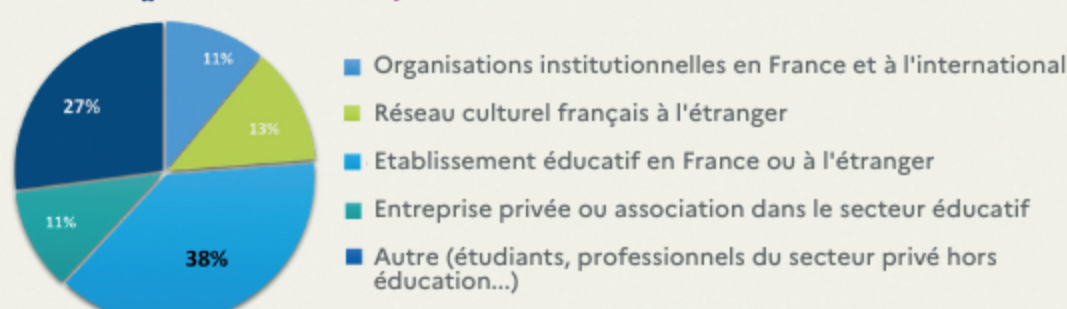 11%
Organisations institutionnelles en France et à l'international
Réseau culturel français à l'étranger
27%
13%
Etablissement éducatif en France ou à l'étranger
Entreprise privée ou association dans le secteur éducatif
11%
38%
Autre (étudiants, professionnels du secteur privé hors
éducation...)